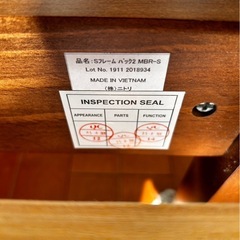 品名:Sフレーム バック2 MBR-S
Lot No. 1911 2018934
MADE IN VIETNAM
(株)ニトリ
INSPECTION SEAL
APPEARANCE PARTS FUNCTION